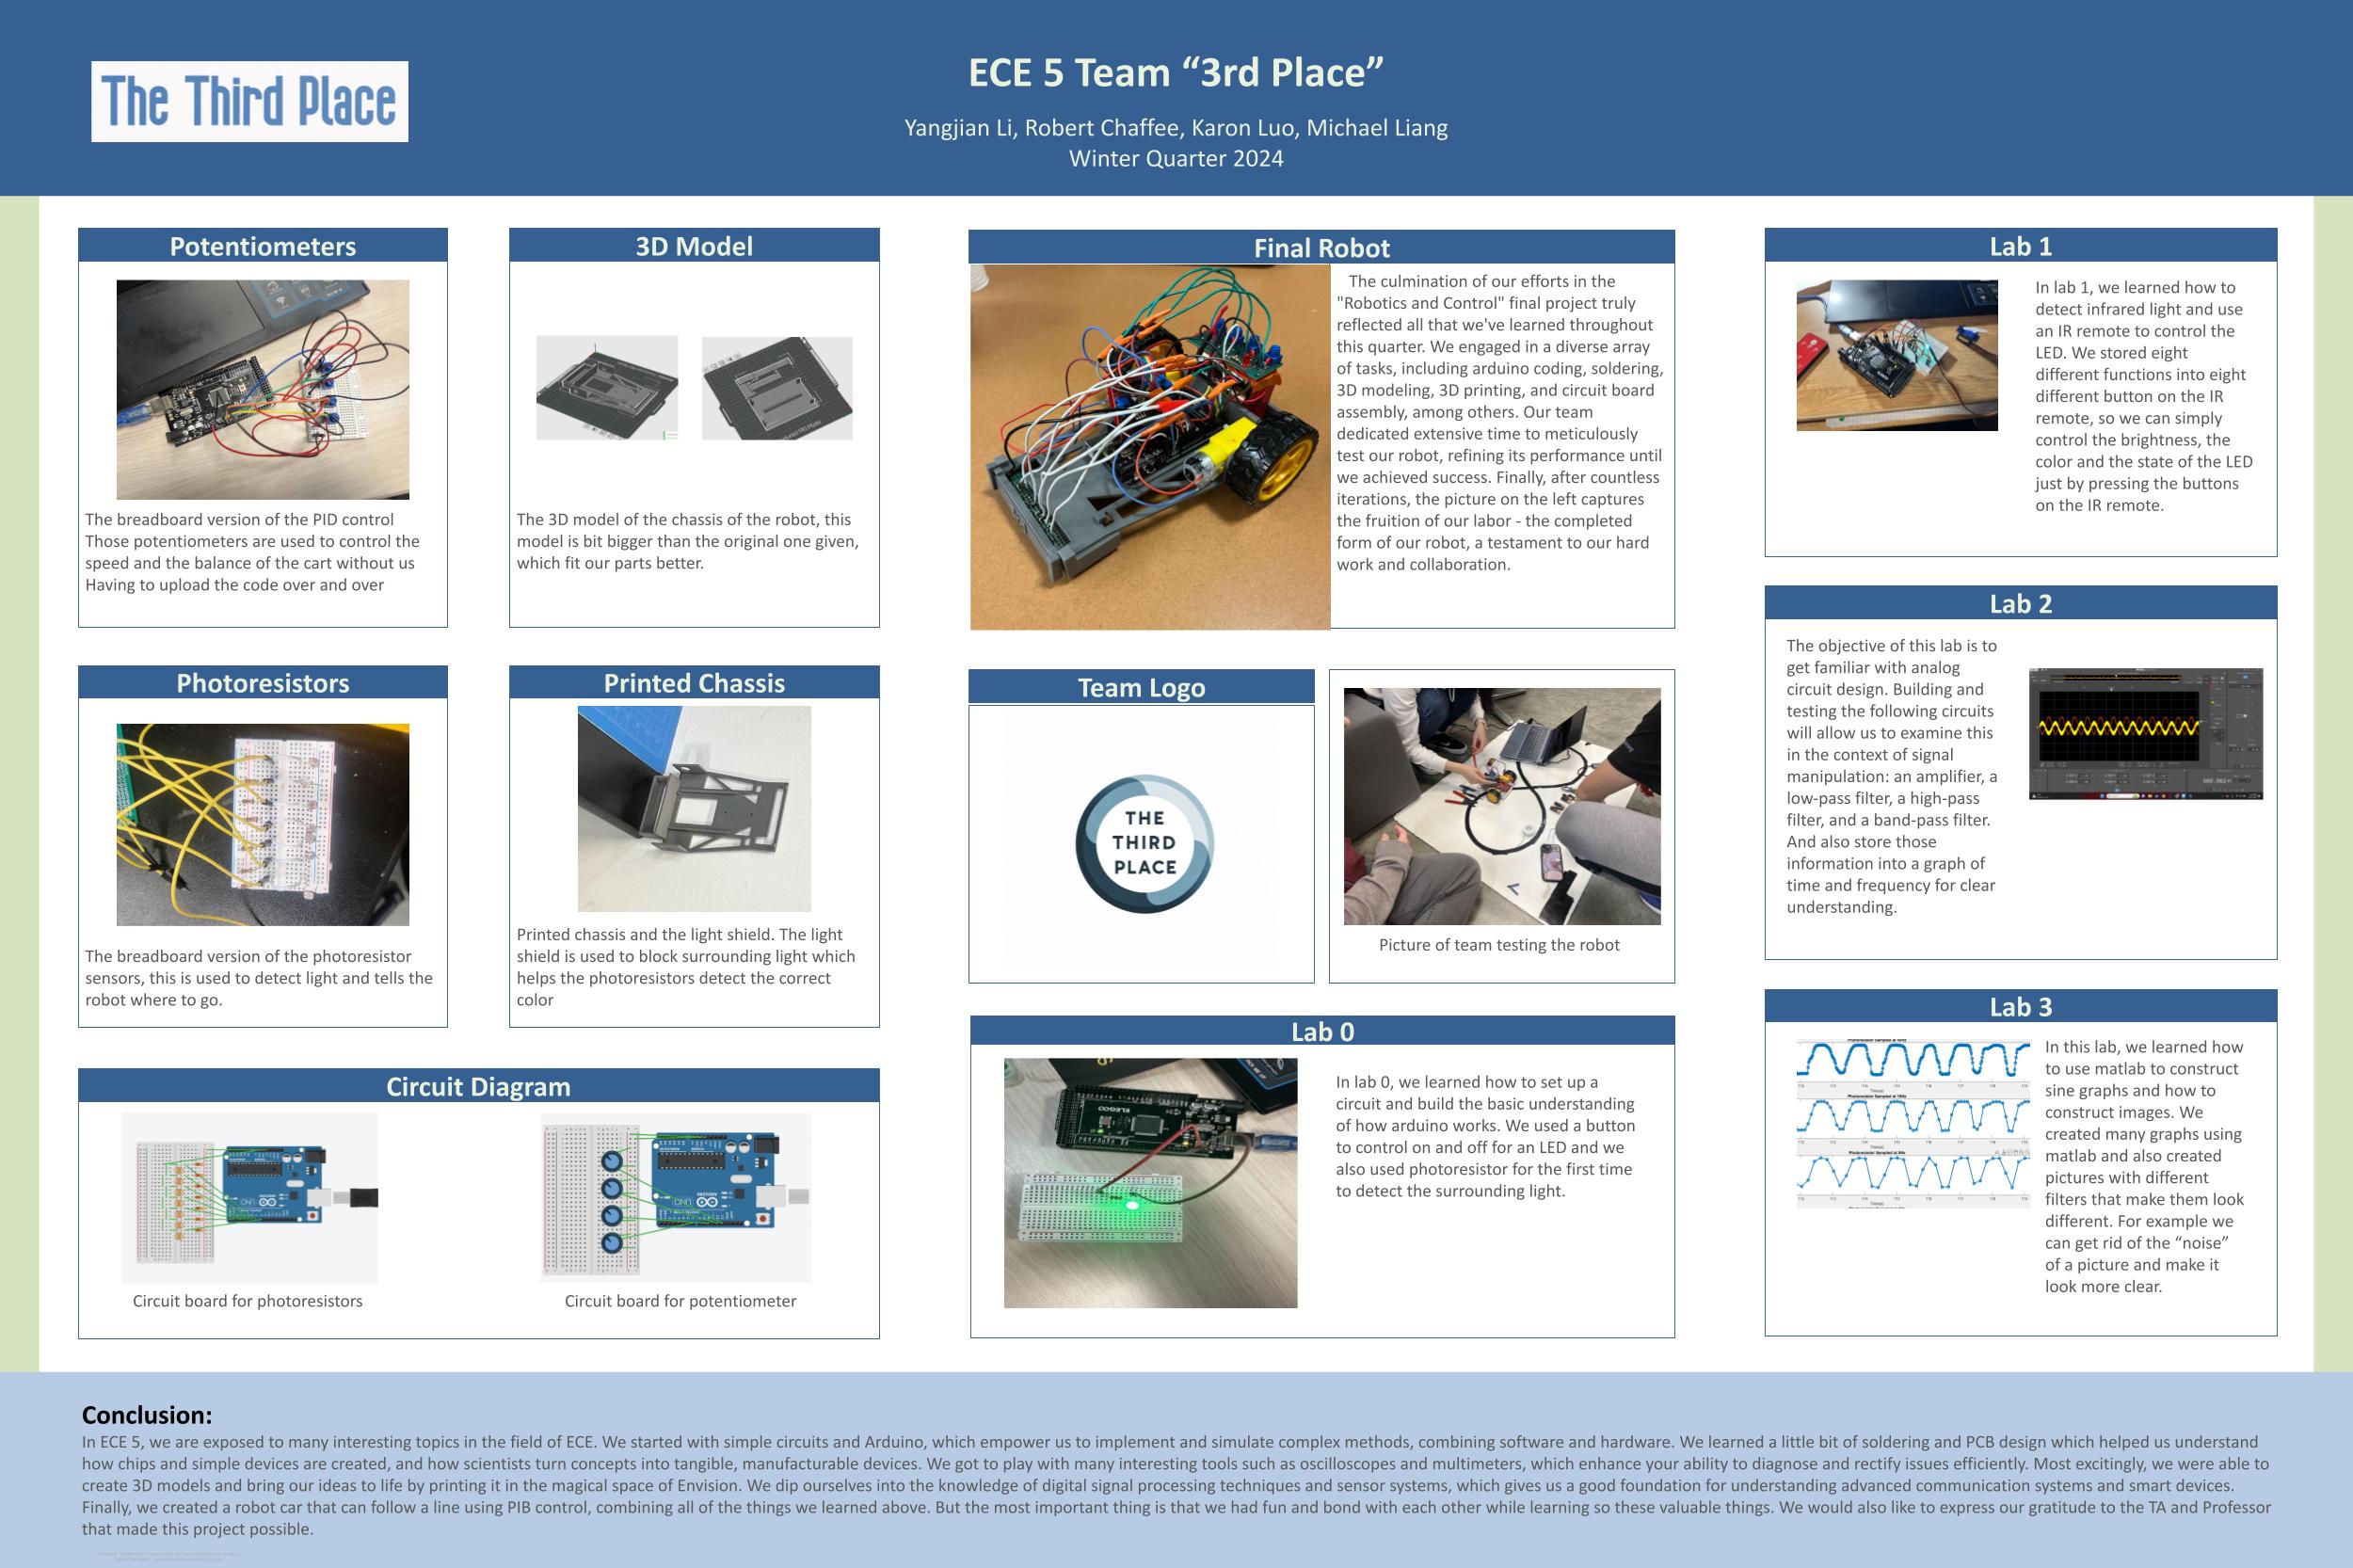 The Third Place
ECE 5 Team “3rd Place”
Yangjian Li, Robert Chaffee, Karon Luo, Michael Liang
Winter Quarter 2024
Potentiometers
The breadboard version of the PID control
Those potentiometers are used to control the
speed and the balance of the cart without us
Having to upload the code over and over
3D Model
The 3D model of the chassis of the robot, this
model is bit bigger than the original one given,
which fit our parts better.
Photoresistors
The breadboard version of the photoresistor
sensors, this is used to detect light and tells the
robot where to go.
Printed Chassis
Printed chassis and the light shield. The light
shield is used to block surrounding light which
helps the photoresistors detect the correct
color
Circuit Diagram
Circuit board for photoresistors
Circuit board for potentiometer
Final Robot
The culmination of our efforts in the
"Robotics and Control" final project truly
reflected all that we've learned throughout
this quarter. We engaged in a diverse array
of tasks, including arduino coding, soldering,
3D modeling, 3D printing, and circuit board
assembly, among others. Our team
dedicated extensive time to meticulously
test our robot, refining its performance until
we achieved success. Finally, after countless
iterations, the picture on the left captures
the fruition of our labor - the completed
form of our robot, a testament to our hard
work and collaboration.
Team Logo
THE
THIRD
PLACE
Picture of team testing the robot
Lab 0
ELEGOO
In lab 0, we learned how to set up a
circuit and build the basic understanding
of how arduino works. We used a button
to control on and off for an LED and we
also used photoresistor for the first time
to detect the surrounding light.
Lab 1
In lab 1, we learned how to
detect infrared light and use
an IR remote to control the
LED. We stored eight
different functions into eight
different button on the IR
remote, so we can simply
control the brightness, the
color and the state of the LED
just by pressing the buttons
on the IR remote.
Lab 2
The objective of this lab is to
get familiar with analog
circuit design. Building and
testing the following circuits
will allow us to examine this
in the context of signal
manipulation: an amplifier, a
low-pass filter, a high-pass
filter, and a band-pass filter.
And also store those
information into a graph of
time and frequency for clear
understanding.
Lab 3
In this lab, we learned how
to use matlab to construct
sine graphs and how to
construct images. We
created many graphs using
matlab and also created
pictures with different
filters that make them look
different. For example we
can get rid of the “noise”
of a picture and make it
look more clear.
Conclusion:
In ECE 5, we are exposed to many interesting topics in the field of ECE. We started with simple circuits and Arduino, which empower us to implement and simulate complex methods, combining software and hardware. We learned a little bit of soldering and PCB design which helped us understand
how chips and simple devices are created, and how scientists turn concepts into tangible, manufacturable devices. We got to play with many interesting tools such as oscilloscopes and multimeters, which enhance your ability to diagnose and rectify issues efficiently. Most excitingly, we were able to
create 3D models and bring our ideas to life by printing it in the magical space of Envision. We dip ourselves into the knowledge of digital signal processing techniques and sensor systems, which gives us a good foundation for understanding advanced communication systems and smart devices.
Finally, we created a robot car that can follow a line using PIB control, combining all of the things we learned above. But the most important thing is that we had fun and bond with each other while learning so these valuable things. We would also like to express our gratitude to the TA and Professor
that made this project possible.